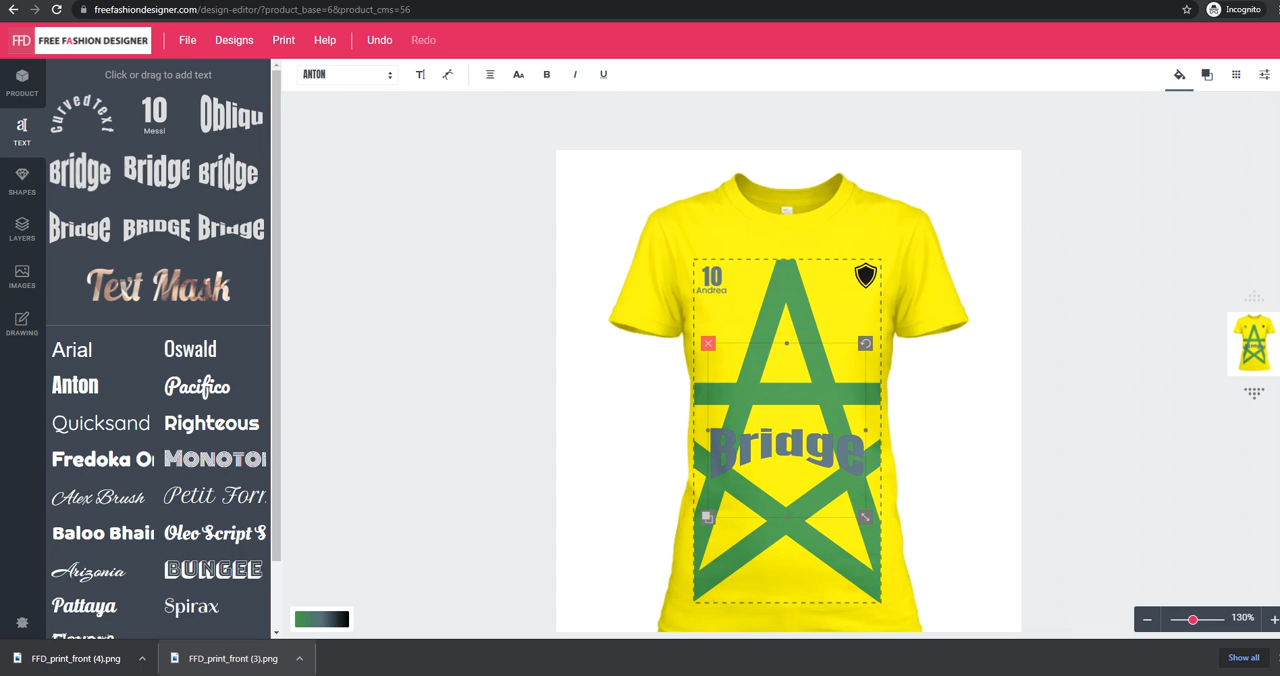 freefashiondesigner.com/design-editor/?product_base=6&product_cms=56
Incognito
FFD FREE FASHION DESIGNER
File Designs Print Help Undo Redo
Click or drag to add text
ANTON
PRODUCT
TEXT
SHAPES
LAYERS
IMAGES
DRAWING
CurvedText 10 Messi Obliqu
Bridge Bridge Bridge
Bridge BRIDGE Bridge
Text Mask
Arial Oswald
Anton Pacifico
Quicksand Righteous
Fredoka O
MONOTO
Alex Brush Petit For
Baloo Bhai Oleo Script S
Arizonia BUNGEE
Pattaya Spirax
10
Andrea
Bridge
130%
FFD_print_front (4).png
FFD_print_front (3).png
Show all